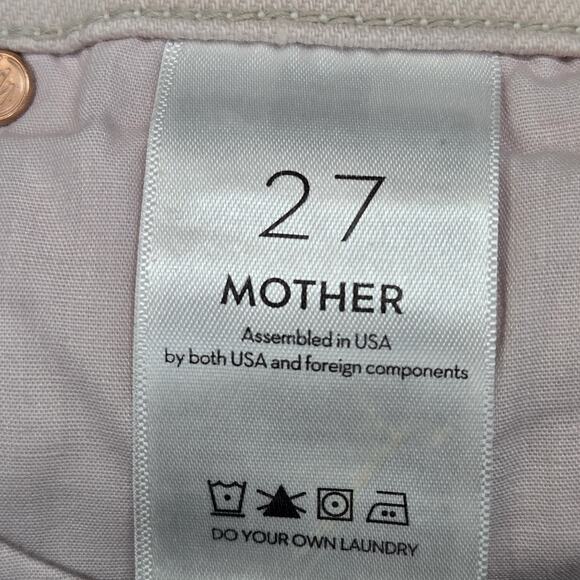 27
MOTHER
Assembled in USA
by both USA and foreign components
DO YOUR OWN LAUNDRY